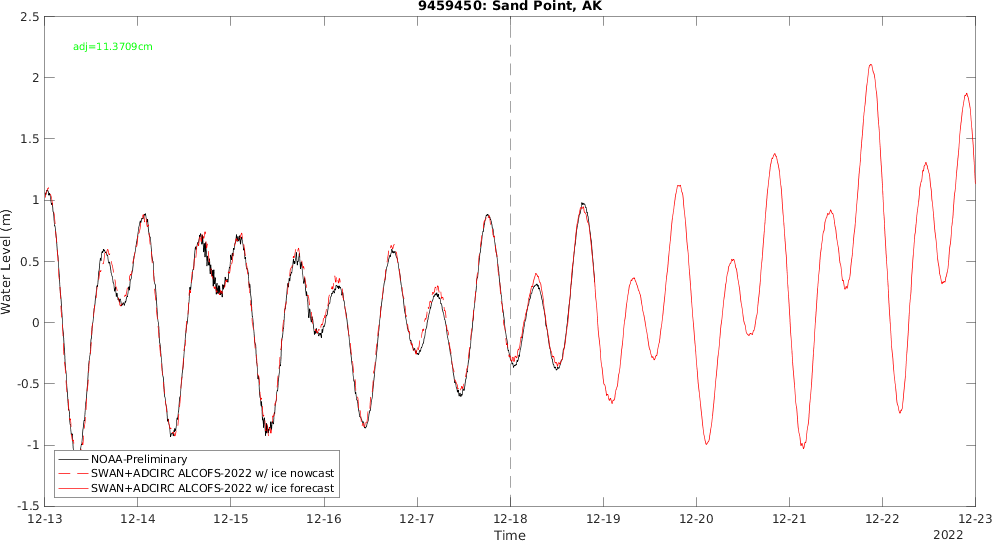 9459450: Sand Point, AK
adj=11.3709cm
2.5
2
1.5
1
0.5
0
-0.5
-1
-1.5
Water Level (m)
NOAA-Preliminary
SWAN+ADCIRC ALCOFS-2022 w/ ice nowcast
SWAN+ADCIRC ALCOFS-2022 w/ ice forecast
12-13 12-14 12-15 12-16 12-17 12-18 12-19 12-20 12-21 12-22 12-23
Time
2022